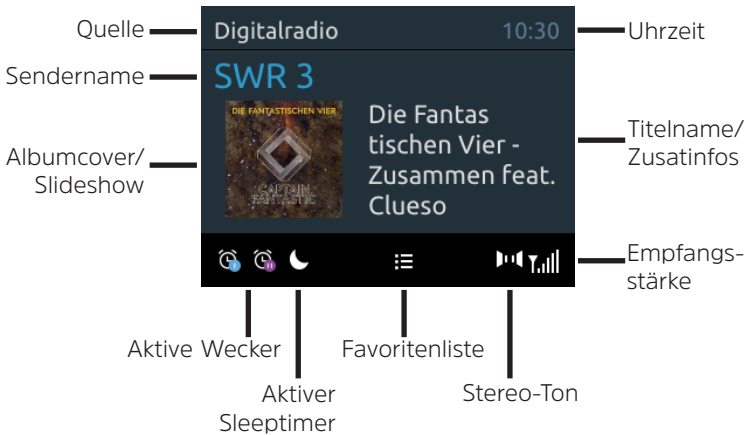 Quelle
Digitalradio
10:30
Uhrzeit
Sendername
SWR 3
Albumcover/
Slideshow
DIE FANTASTISCHEN VIER
CAPTAIN
FANTASTIC
Die Fantas
tischen Vier -
Zusammen feat.
Clueso
Titelname/
Zusatinfos
Empfangs-
stärke
Aktive Wecker
Favoritenliste
Aktiver
Sleeptimer
Stereo-Ton